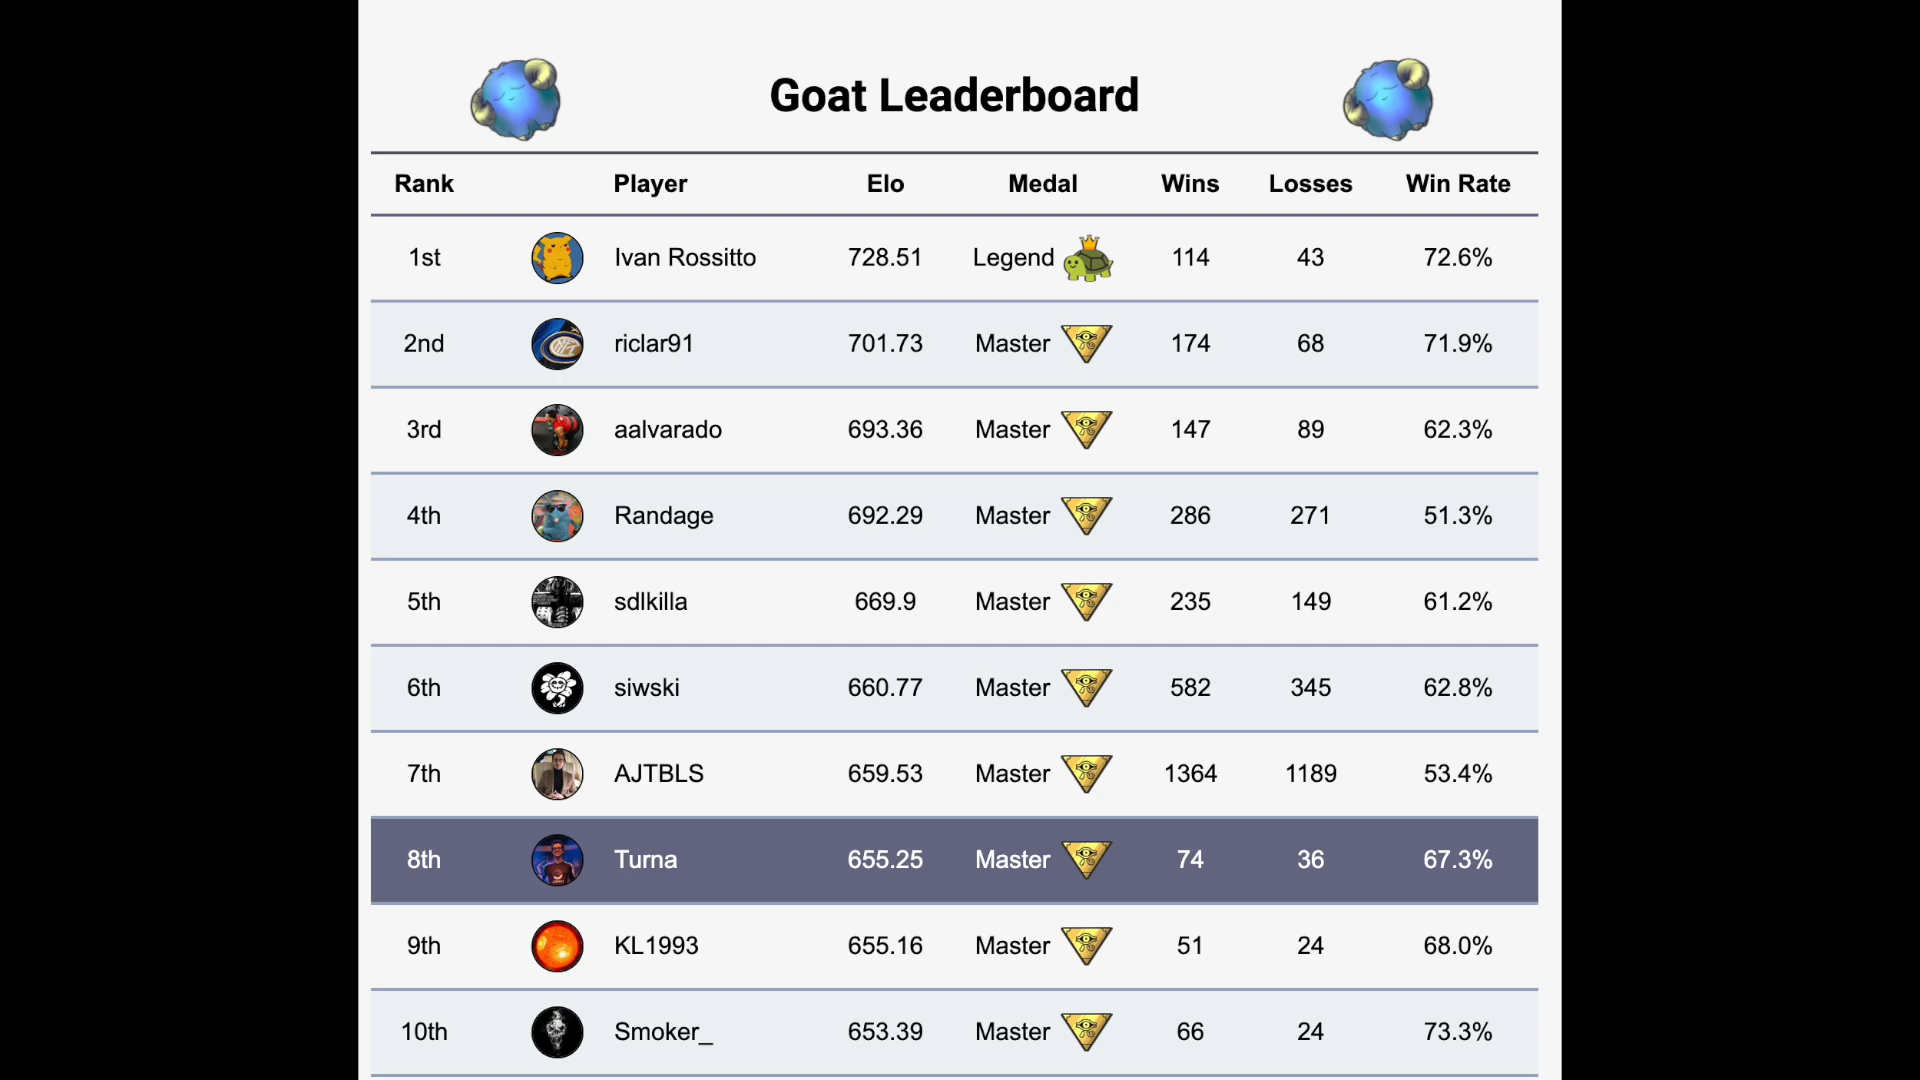 Goat Leaderboard
Rank Player Elo Medal Wins Losses Win Rate
1st Ivan Rossitto 728.51 Legend 114 43 72.6%
2nd riclar91 701.73 Master 174 68 71.9%
3rd aalvarado 693.36 Master 147 89 62.3%
4th Randage 692.29 Master 286 271 51.3%
5th sdlkilla 669.9 Master 235 149 61.2%
6th siwski 660.77 Master 582 345 62.8%
7th AJTBLS 659.53 Master 1364 1189 53.4%
8th Turna 655.25 Master 74 36 67.3%
9th KL1993 655.16 Master 51 24 68.0%
10th Smoker_ 653.39 Master 66 24 73.3%